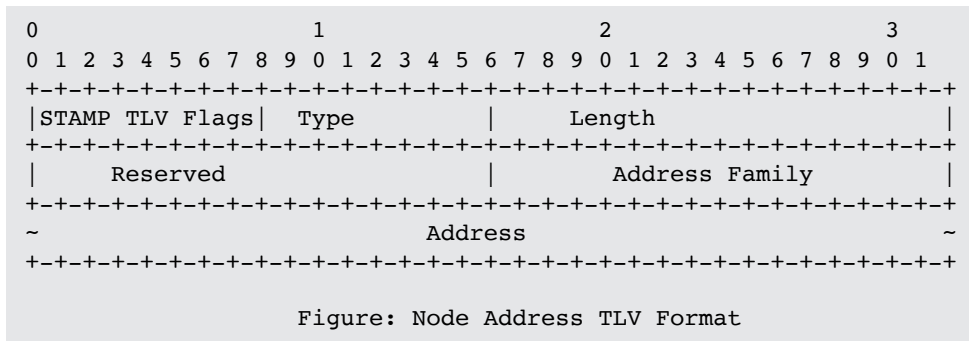 0                   1                   2                   3
0 1 2 3 4 5 6 7 8 9 0 1 2 3 4 5 6 7 8 9 0 1 2 3 4 5 6 7 8 9 0 1
+-+-+-+-+-+-+-+-+-+-+-+-+-+-+-+-+-+-+-+-+-+-+-+-+-+-+-+-+-+-+-+-+
|STAMP TLV Flags|  Type         |     Length                    |
+-+-+-+-+-+-+-+-+-+-+-+-+-+-+-+-+-+-+-+-+-+-+-+-+-+-+-+-+-+-+-+-+
|     Reserved                  |        Address Family         |
+-+-+-+-+-+-+-+-+-+-+-+-+-+-+-+-+-+-+-+-+-+-+-+-+-+-+-+-+-+-+-+-+
~                           Address                             ~
+-+-+-+-+-+-+-+-+-+-+-+-+-+-+-+-+-+-+-+-+-+-+-+-+-+-+-+-+-+-+-+-+
Figure: Node Address TLV Format